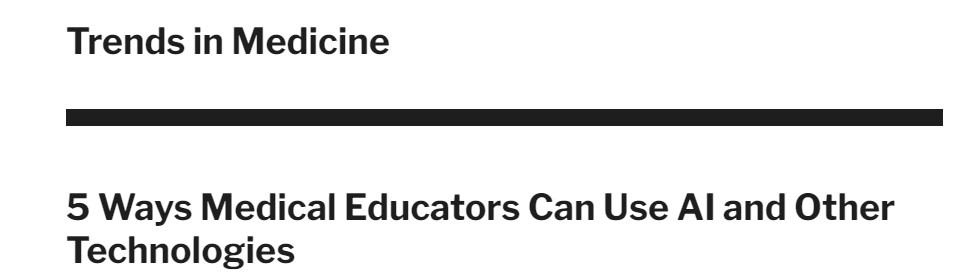 Trends in Medicine
5 Ways Medical Educators Can Use AI and Other
Technologies